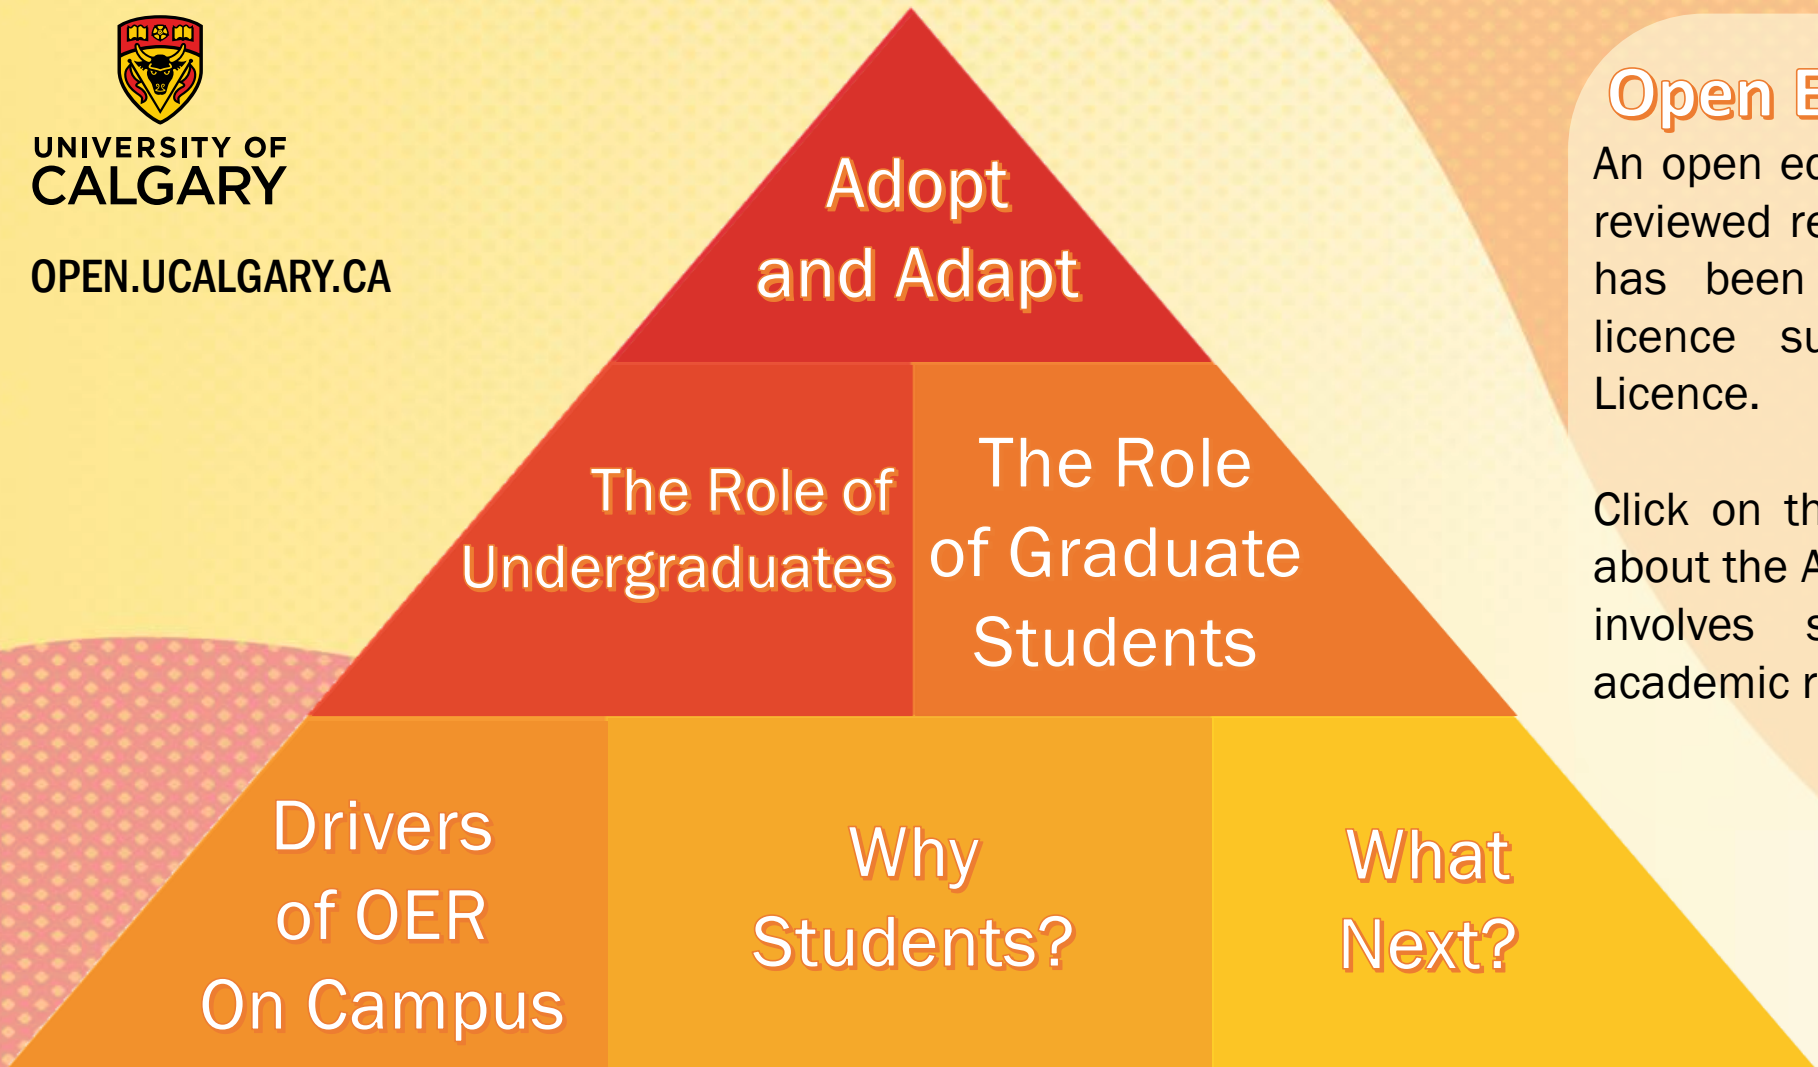 UNIVERSITY OF
CALGARY
OPEN.UCALGARY.CA
Adopt
and Adapt
The Role of
Undergraduates
The Role
of Graduate
Students
Drivers
of OER
On Campus
Why
Students?
What
Next?
Open
An open
reviewed
has been
licence
Licence.
Click on
about the
involves
academic